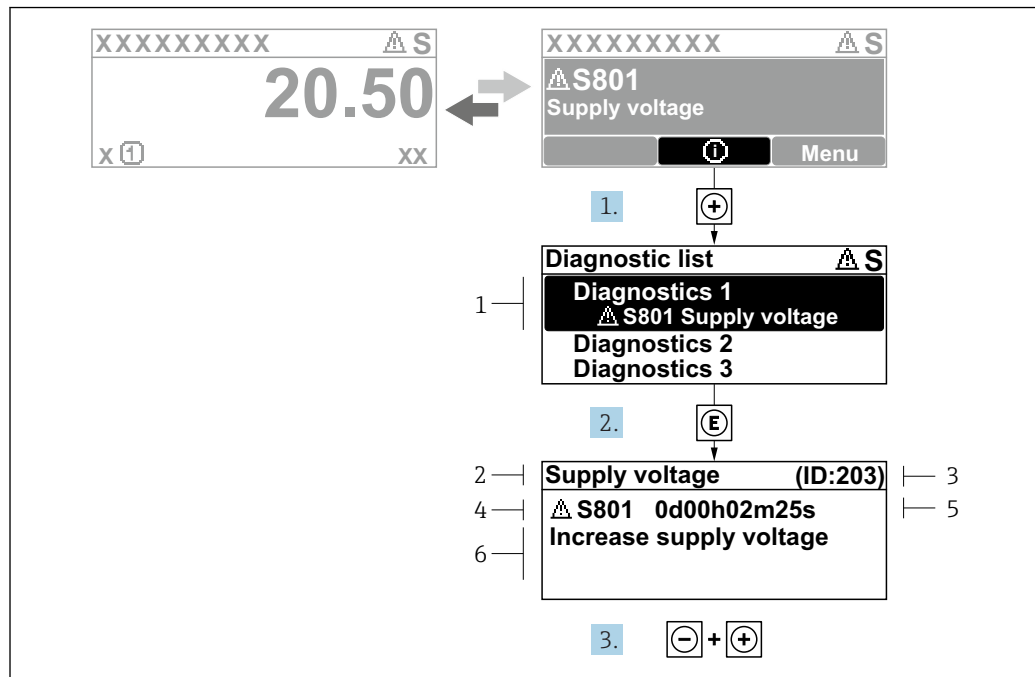 XXXXXXXXX ⚠ S
20.50
X ① XX
XXXXXXXXX ⚠ S
⚠ S801
Supply voltage
ⓘ Menu
1. +
Diagnostic list ⚠ S
1
Diagnostics 1
⚠ S801 Supply voltage
Diagnostics 2
Diagnostics 3
2. E
2 Supply voltage (ID:203) 3
4 ⚠ S801 0d00h02m25s 5
6 Increase supply voltage
3. − + +